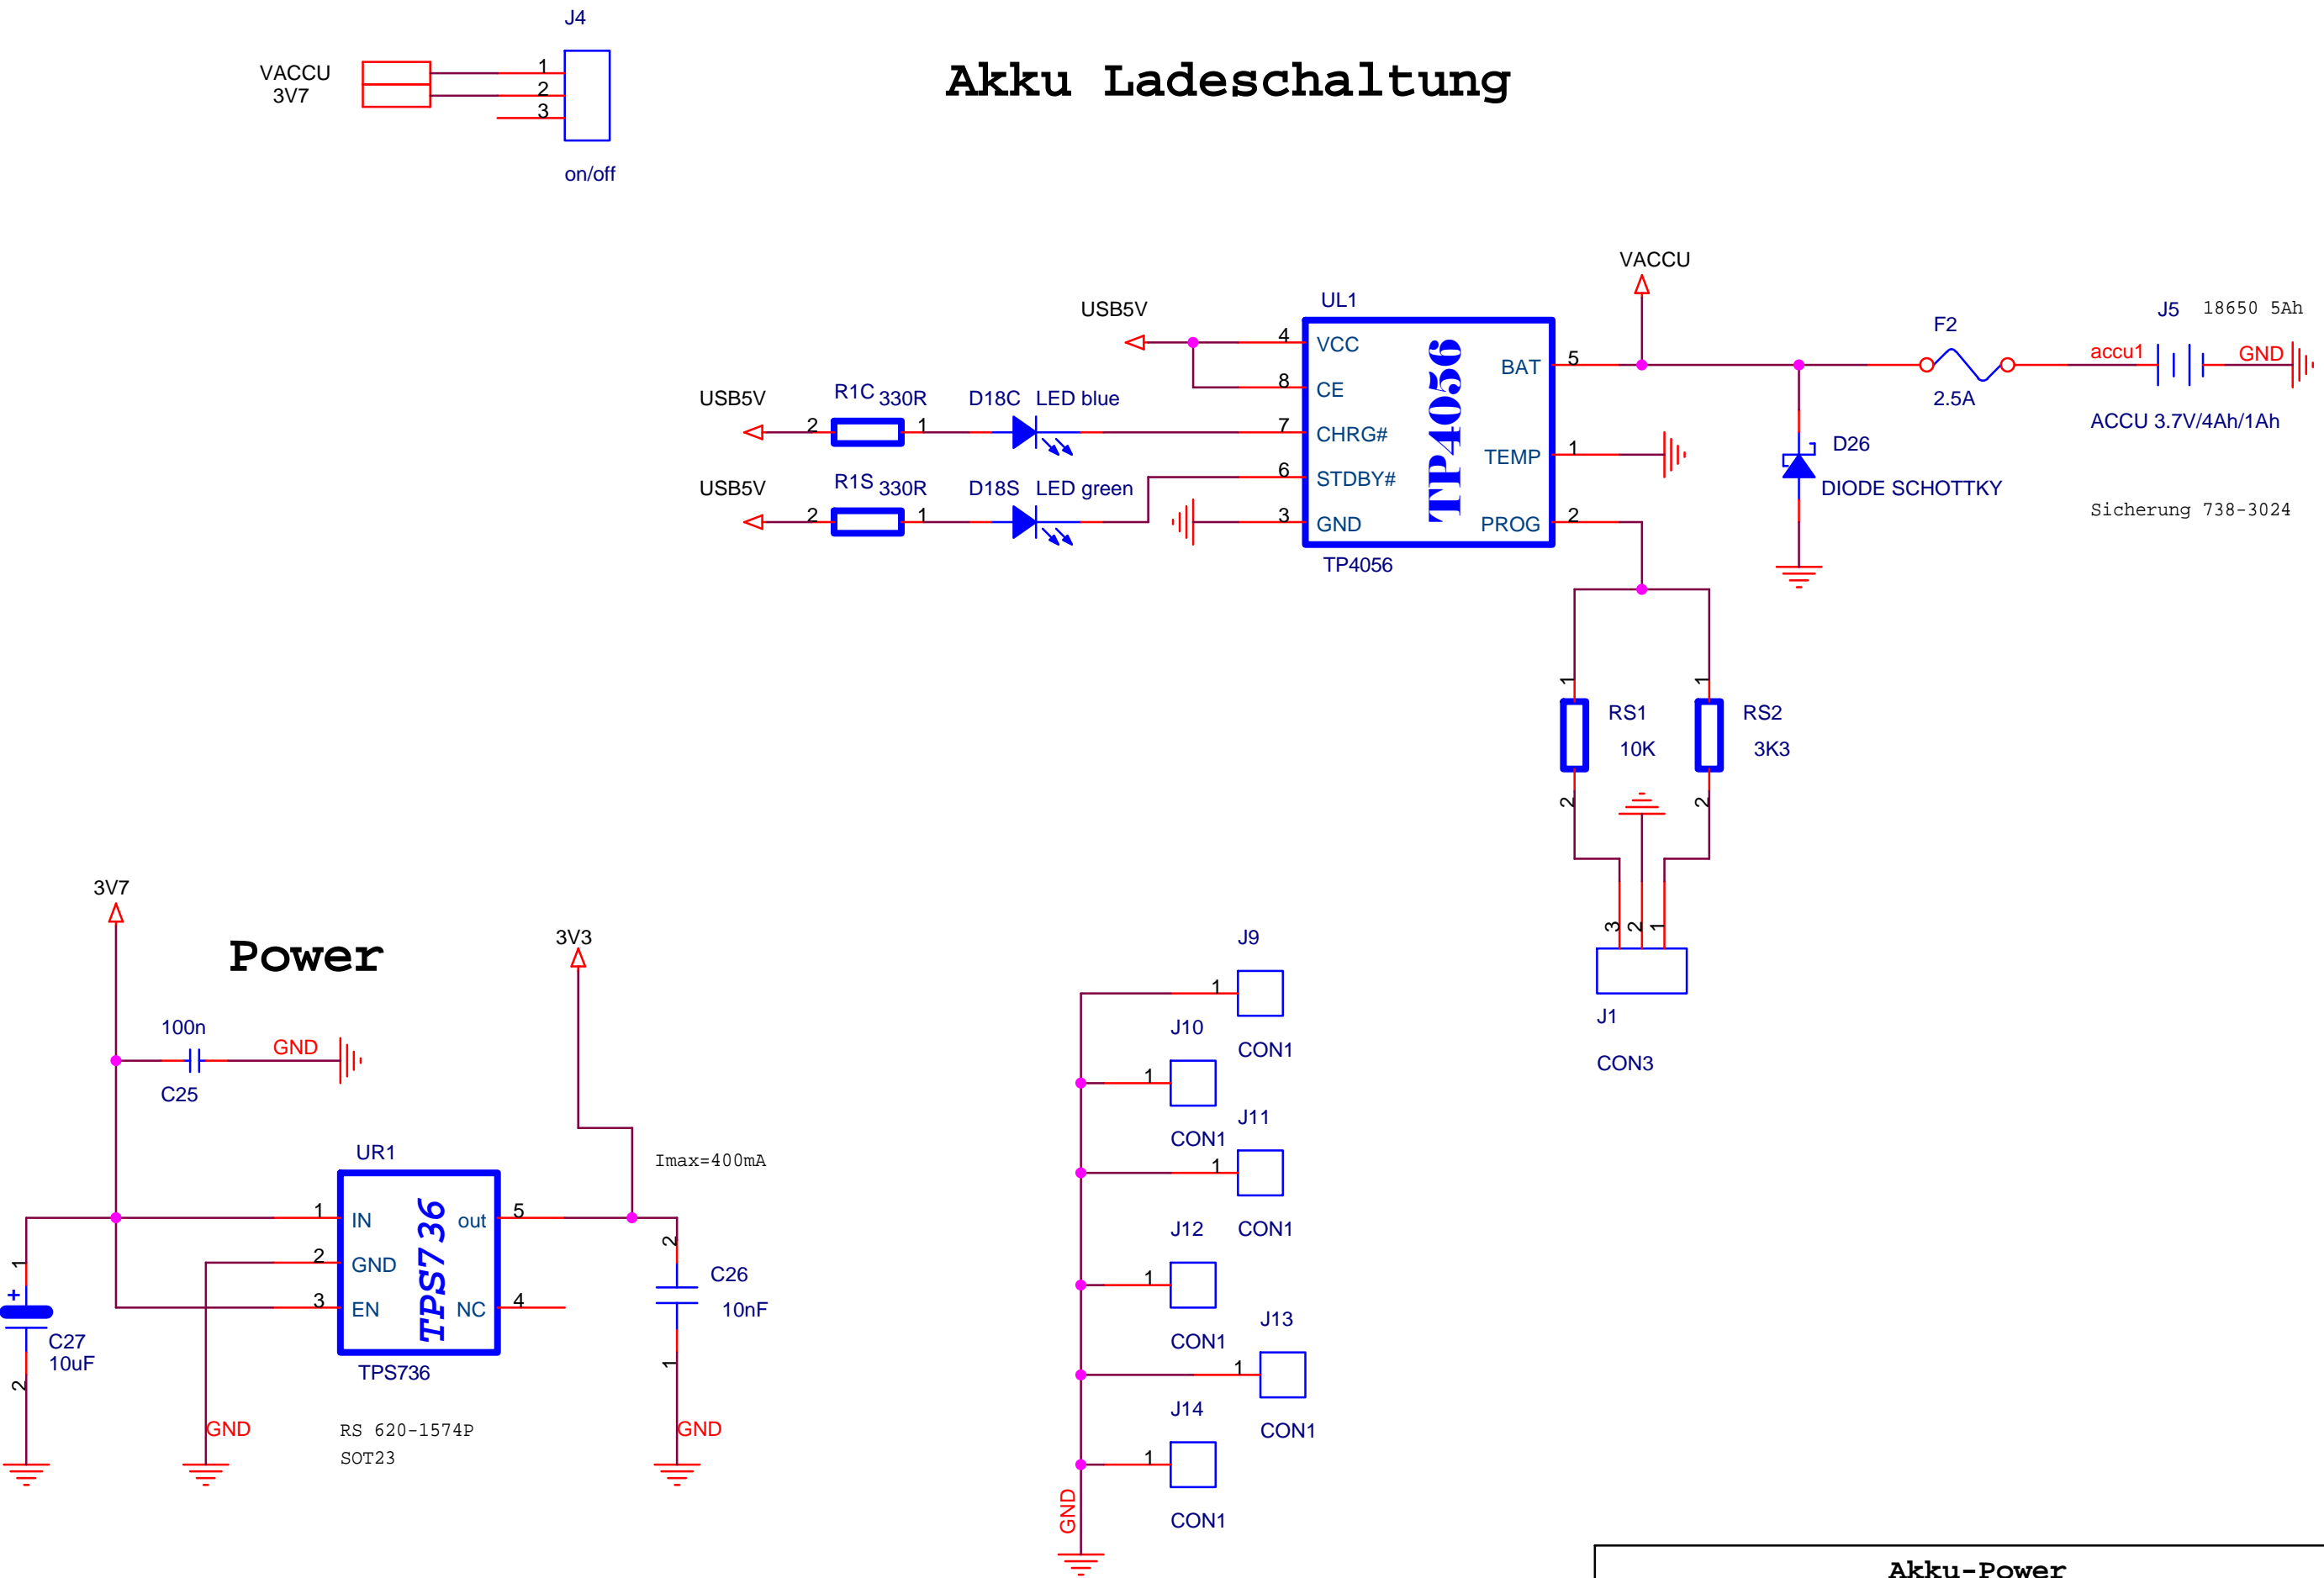 J4
VACCU
3V7
1
2
3
on/off
Akku Ladeschaltung
VACCU
USB5V
UL1
4
VCC
8
CE
7
CHRG#
6
STDBY#
3
GND
TP4056
BAT
5
TEMP
1
PROG
2
TP4056
USB5V
2
R1C
330R
1
D18C
LED blue
USB5V
2
R1S
330R
1
D18S
LED green
F2
2.5A
accu1
J5
18650 5Ah
GND
ACCU 3.7V/4Ah/1Ah
D26
DIODE SCHOTTKY
Sicherung 738-3024
1
RS1
10K
2
1
RS2
3K3
2
3
2
1
J1
CON3
3V7
Power
3V3
100n
GND
C25
UR1
Imax=400mA
1
IN
2
GND
3
EN
TPS736
out
5
NC
4
TPS736
1
+
C27
10uF
2
GND
RS 620-1574P
SOT23
2
C26
10nF
1
GND
J9
1
CON1
J10
1
CON1
J11
1
CON1
J12
1
CON1
J13
1
CON1
J14
1
CON1
GND
Akku-Power